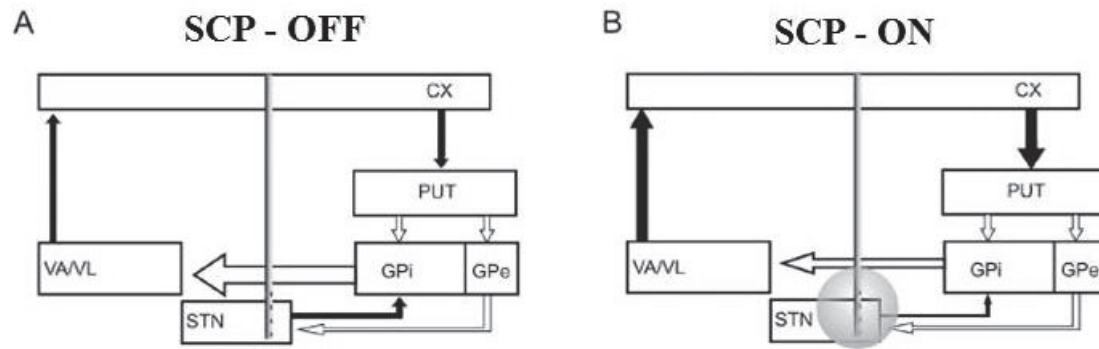 A
SCP - OFF
CX
PUT
VA/VL
GPi
GPe
STN
B
SCP - ON
CX
PUT
VA/VL
GPi
GPe
STN